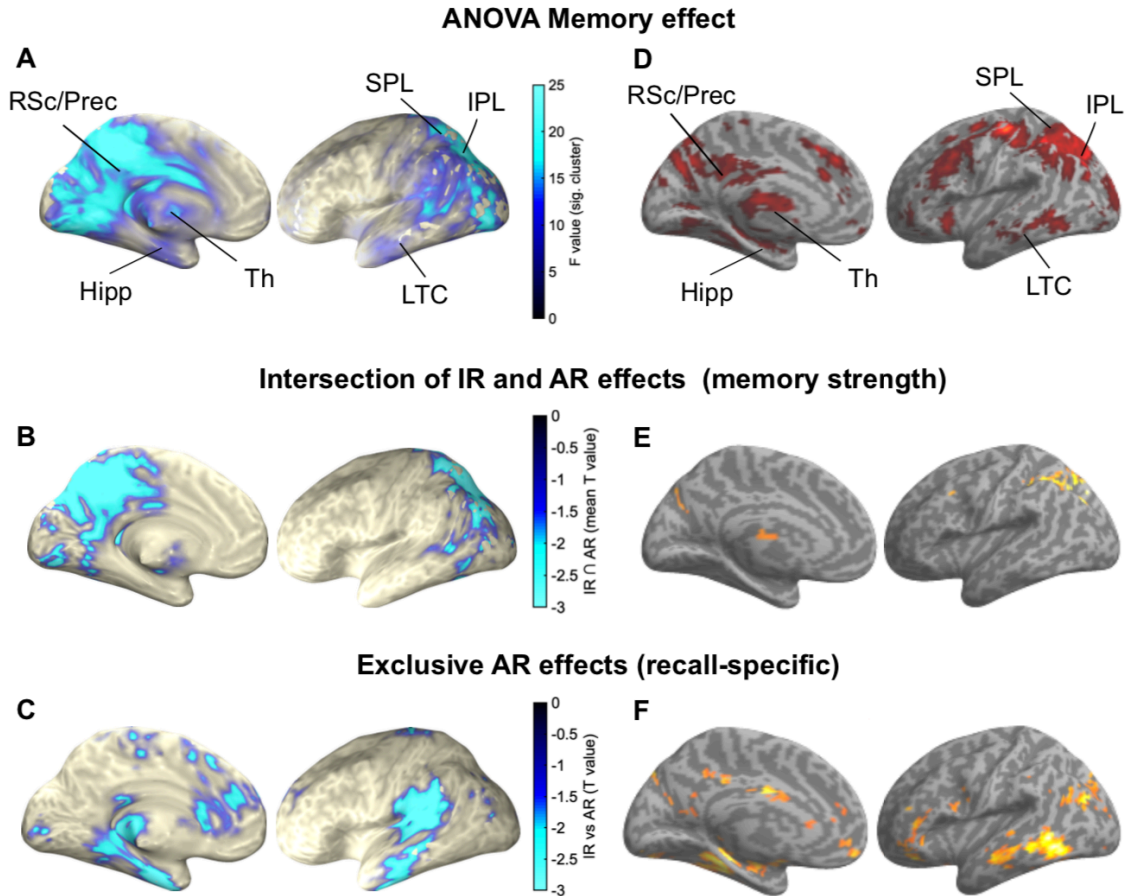 ANOVA Memory effect
A
RSc/Prec
SPL
IPL
Hipp
Th
LTC
25
20
15
10
5
0
F value (sig. cluster)
D
RSc/Prec
SPL
IPL
Hipp
Th
LTC
Intersection of IR and AR effects (memory strength)
B
0
-0.5
-1
-1.5
-2
-2.5
-3
IR ∩ AR (mean T value)
E
Exclusive AR effects (recall-specific)
C
0
-0.5
-1
-1.5
-2
-2.5
-3
IR vs AR (T value)
F